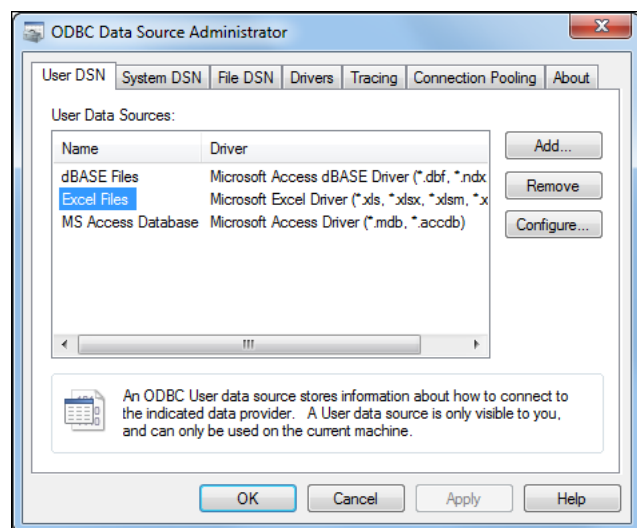 ODBC Data Source Administrator
User DSN System DSN File DSN Drivers Tracing Connection Pooling About
User Data Sources:
Name Driver
dBASE Files Microsoft Access dBASE Driver (*.dbf, *.ndx
Excel Files Microsoft Excel Driver (*.xls, *.xlsx, *.xlsm, *.x
MS Access Database Microsoft Access Driver (*.mdb, *.accdb)
Add...
Remove
Configure...
An ODBC User data source stores information about how to connect to
the indicated data provider. A User data source is only visible to you,
and can only be used on the current machine.
OK Cancel Apply Help